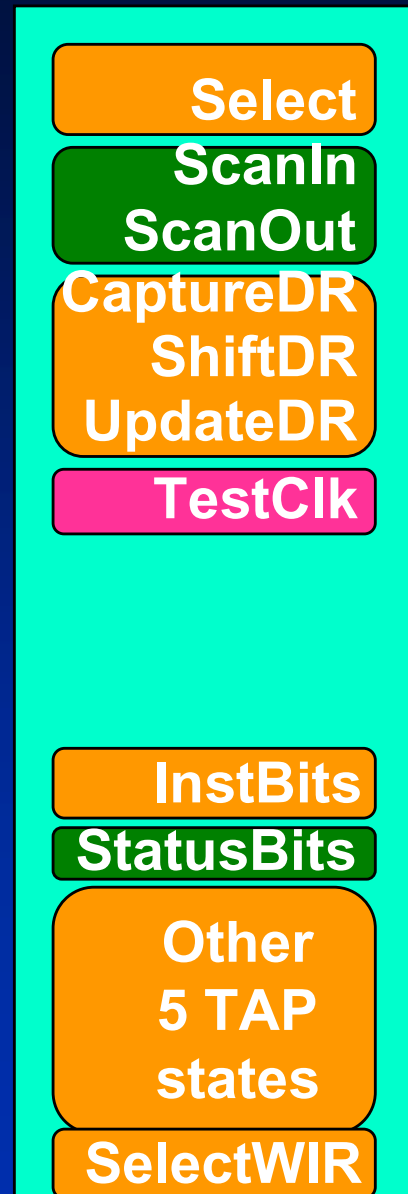 Select
ScanIn
ScanOut
CaptureDR
ShiftDR
UpdateDR
TestClk
InstBits
StatusBits
Other
5 TAP
states
SelectWIR